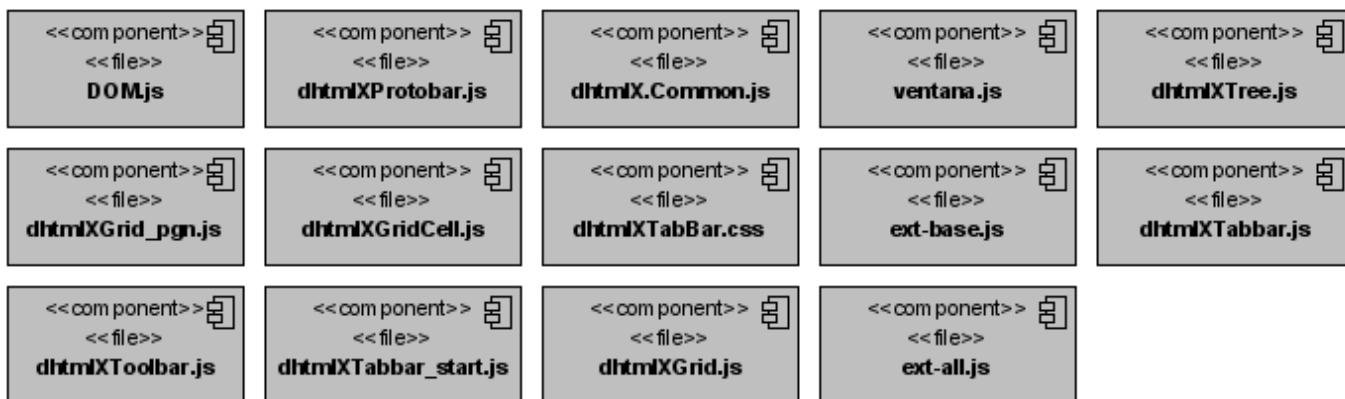 <<component>> <<component>> <<component>> <<component>> <<component>>
<<file>> <<file>> <<file>> <<file>> <<file>>
DOM.js dhtmlXProtobar.js dhtmlX.Common.js ventana.js dhtmlXTree.js
<<component>> <<component>> <<component>> <<component>> <<component>>
<<file>> <<file>> <<file>> <<file>> <<file>>
dhtmlXGrid_pgn.js dhtmlXGridCell.js dhtmlXTabBar.css ext-base.js dhtmlXTabbar.js
<<component>> <<component>> <<component>> <<component>>
<<file>> <<file>> <<file>> <<file>>
dhtmlXToolbar.js dhtmlXTabbar_start.js dhtmlXGrid.js ext-all.js